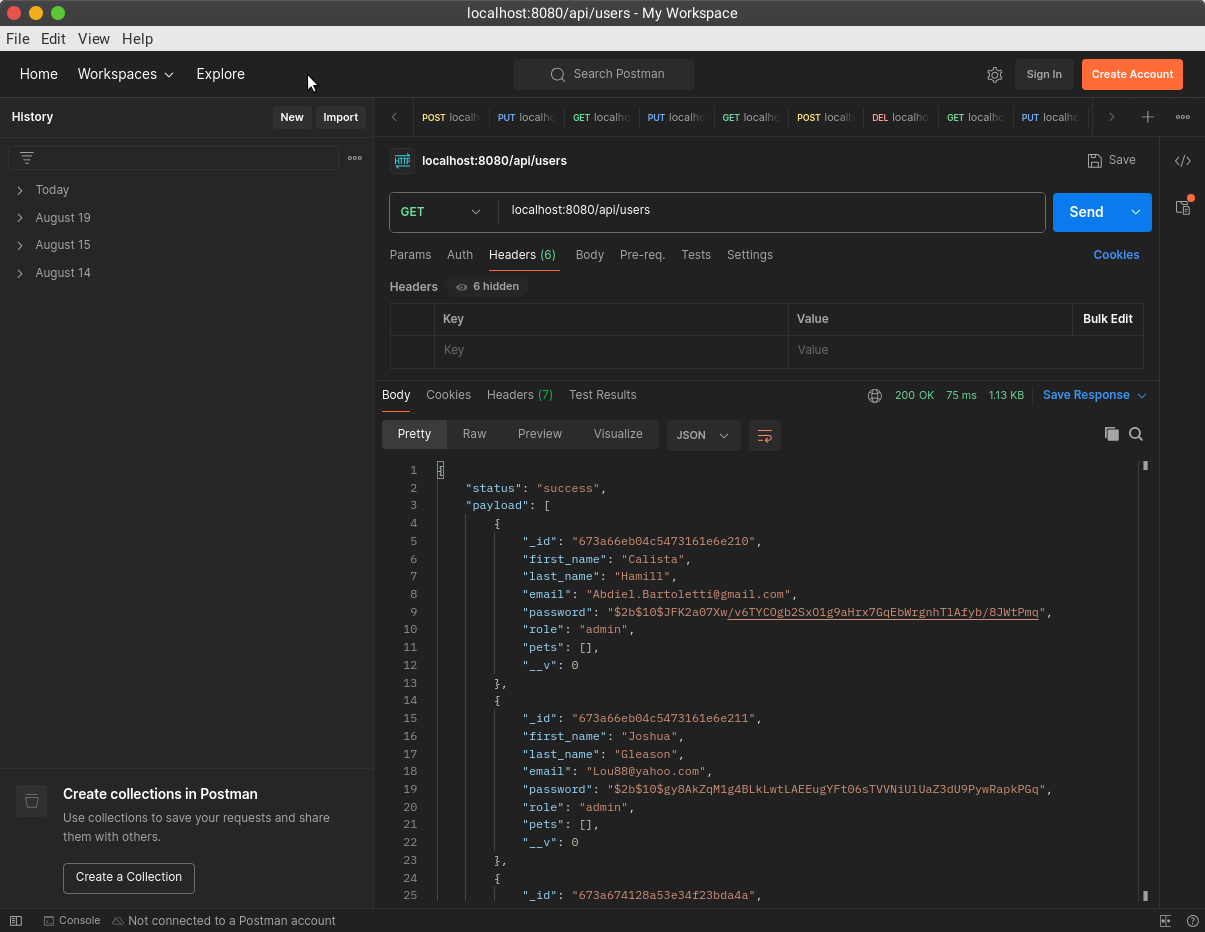 localhost:8080/api/users - My Workspace
File Edit View Help
Home Workspaces Explore Search Postman Sign In Create Account
History New Import
POST localh PUT localho GET localho PUT localho GET localho POST localh DEL localho GET localho PUT localho
HTTP localhost:8080/api/users Save
Today
August 19
August 15
August 14
GET localhost:8080/api/users Send
Params Auth Headers (6) Body Pre-req. Tests Settings Cookies
Headers 6 hidden
Key Value Bulk Edit
Key Value
Body Cookies Headers (7) Test Results 200 OK 75 ms 1.13 KB Save Response
Pretty Raw Preview Visualize JSON
1 {
2 "status": "success",
3 "payload": [
4 {
5 "_id": "673a66eb04c5473161e6e210",
6 "first_name": "Calista",
7 "last_name": "Hamill",
8 "email": "Abdiel.Bartoletti@gmail.com",
9 "password": "$2b$10$JFK2a07Xw/v6TYCOgb2SxO1g9aHrx7GqEbWrgnhTlAfyb/8JWtPmq",
10 "role": "admin",
11 "pets": [],
12 "__v": 0
13 },
14 {
15 "_id": "673a66eb04c5473161e6e211",
16 "first_name": "Joshua",
17 "last_name": "Gleason",
18 "email": "Lou88@yahoo.com",
19 "password": "$2b$10$gy8AkZqM1g4BLkLwtLAEEugYFt06sTVVNiUlUaZ3dU9PywRapkPGq",
20 "role": "admin",
21 "pets": [],
22 "__v": 0
23 },
24 {
25 "_id": "673a674128a53e34f23bda4a",
Create collections in Postman
Use collections to save your requests and share
them with others.
Create a Collection
Console Not connected to a Postman account